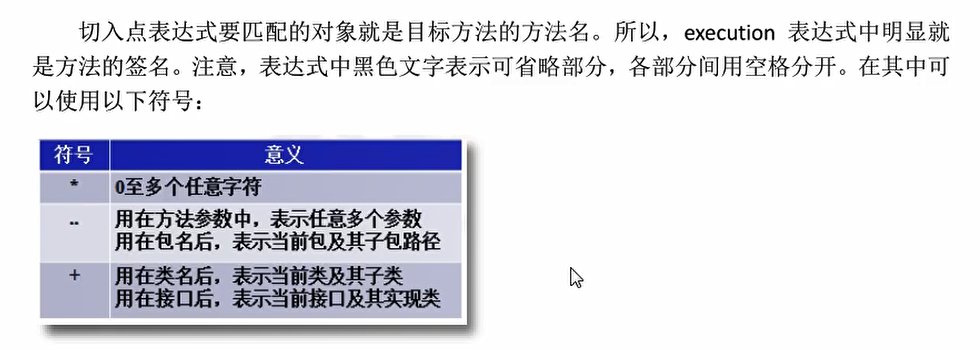 切入点表达式要匹配的对象就是目标方法的方法名。所以，execution 表达式中明显就
是方法的签名。注意，表达式中黑色文字表示可省略部分，各部分间用空格分开。在其中可
以使用以下符号：
符号 意义
* 0至多个任意字符
.. 用在方法参数中，表示任意多个参数
用在包名后，表示当前包及其子包路径
+ 用在类名后，表示当前类及其子类
用在接口后，表示当前接口及其实现类